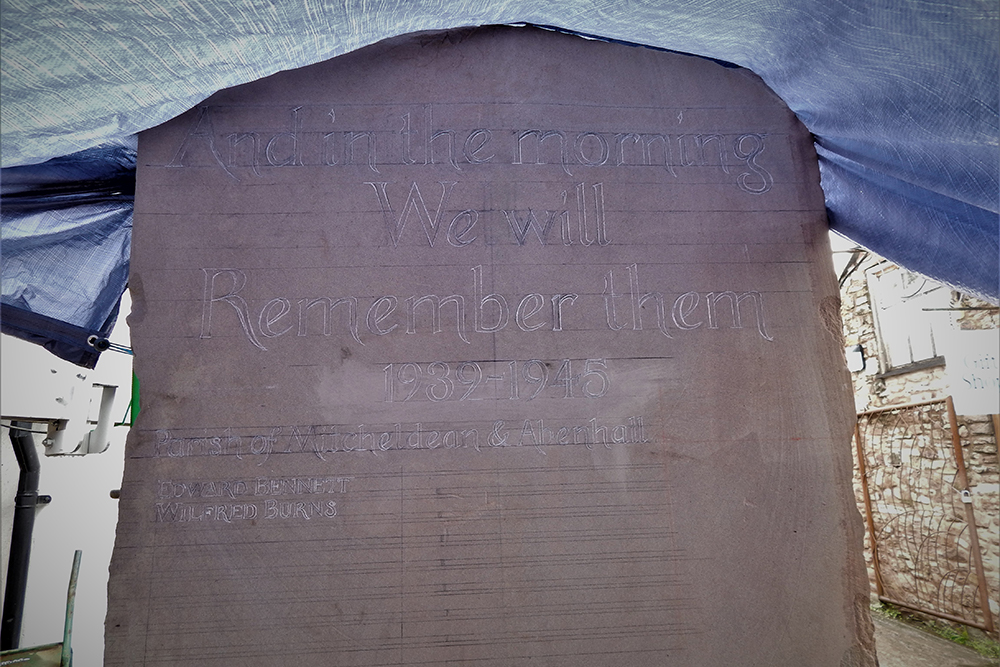 And in the morning
We will
Remember them
1939-1945
Parish of Mitcheldean & Abenhall
EDWARD BENNETT
WILFRED BURNS